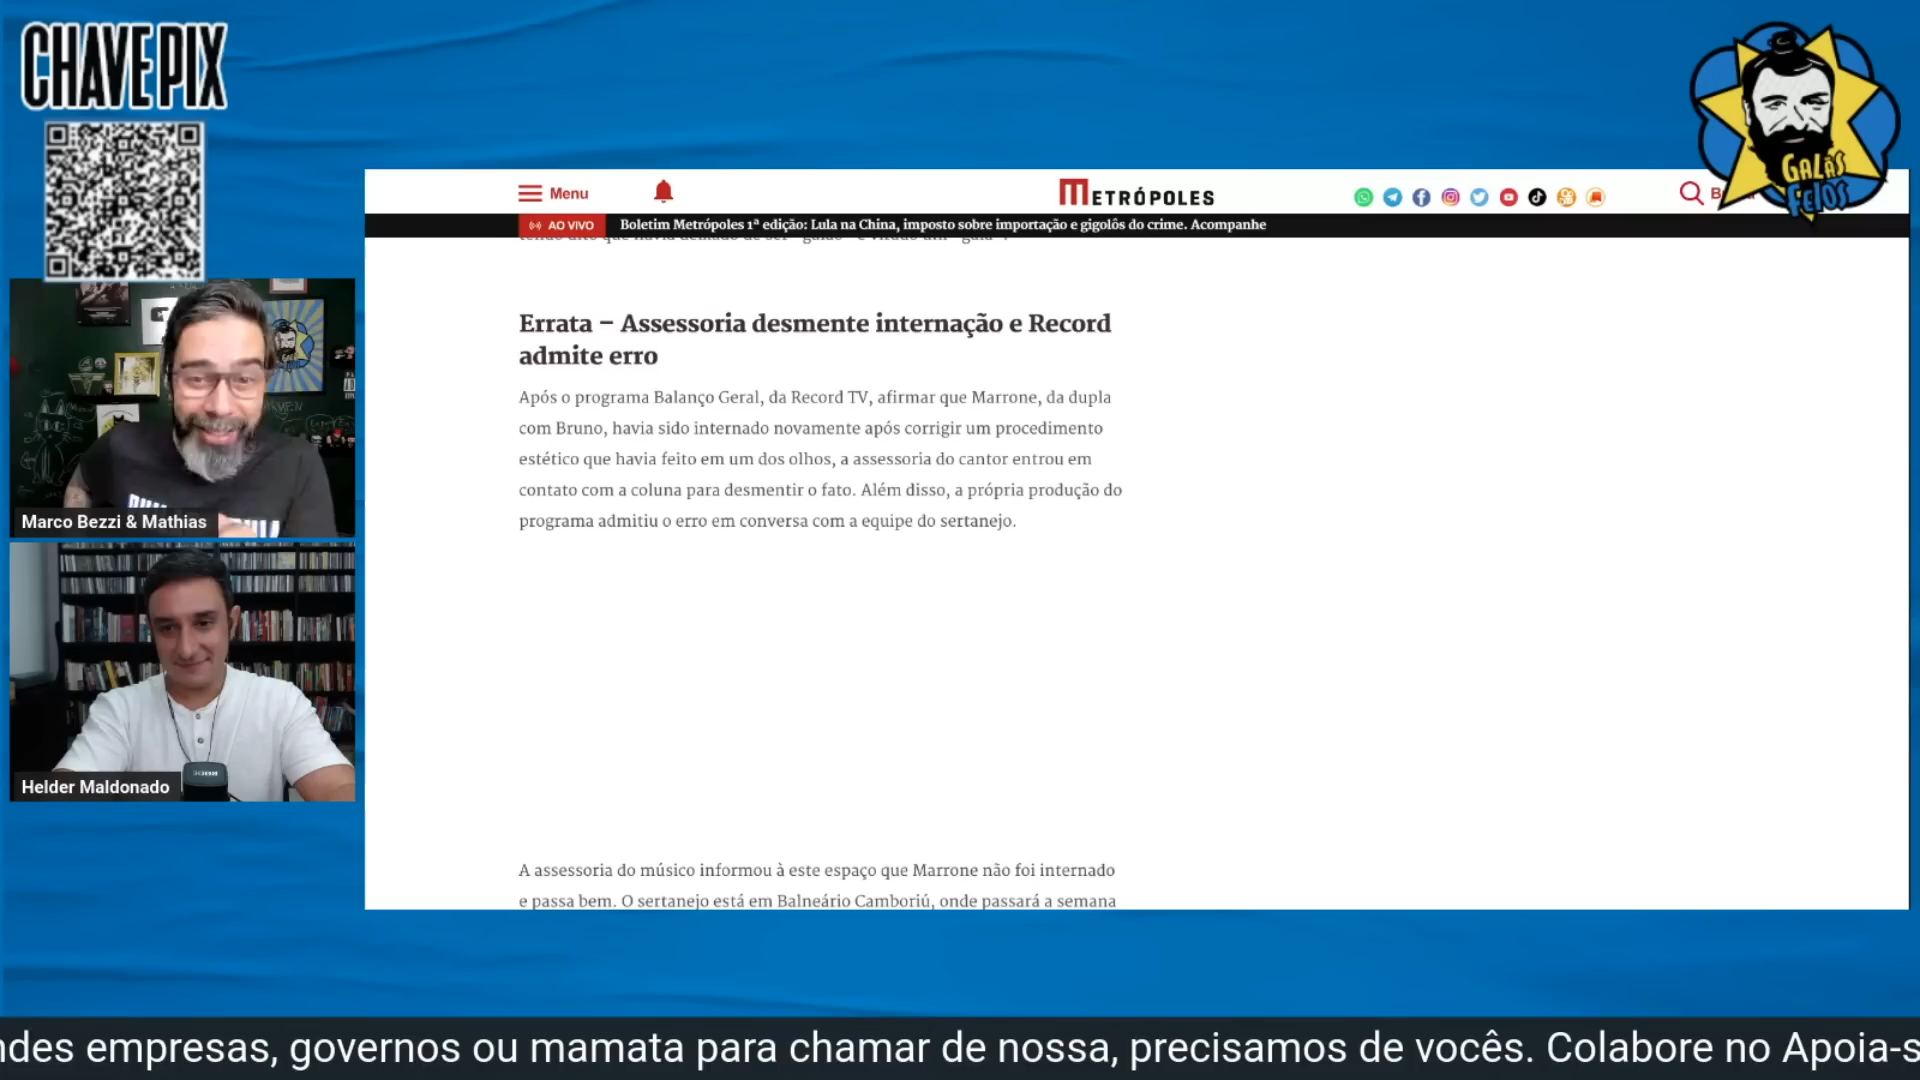 CHAVE PIX
GALÃS
FEIOS
Menu
METRÓPOLES
AO VIVO
Boletim Metrópoles 1ª edição: Lula na China, imposto sobre importação e gigolôs do crime. Acompanhe
Errata – Assessoria desmente internação e Record
admite erro
Após o programa Balanço Geral, da Record TV, afirmar que Marrone, da dupla
com Bruno, havia sido internado novamente após corrigir um procedimento
estético que havia feito em um dos olhos, a assessoria do cantor entrou em
contato com a coluna para desmentir o fato. Além disso, a própria produção do
programa admitiu o erro em conversa com a equipe do sertanejo.
A assessoria do músico informou à este espaço que Marrone não foi internado
e passa bem. O sertanejo está em Balneário Camboriú, onde passará a semana
Marco Bezzi & Mathias
Helder Maldonado
ndes empresas, governos ou mamata para chamar de nossa, precisamos de vocês. Colabore no Apoia-s